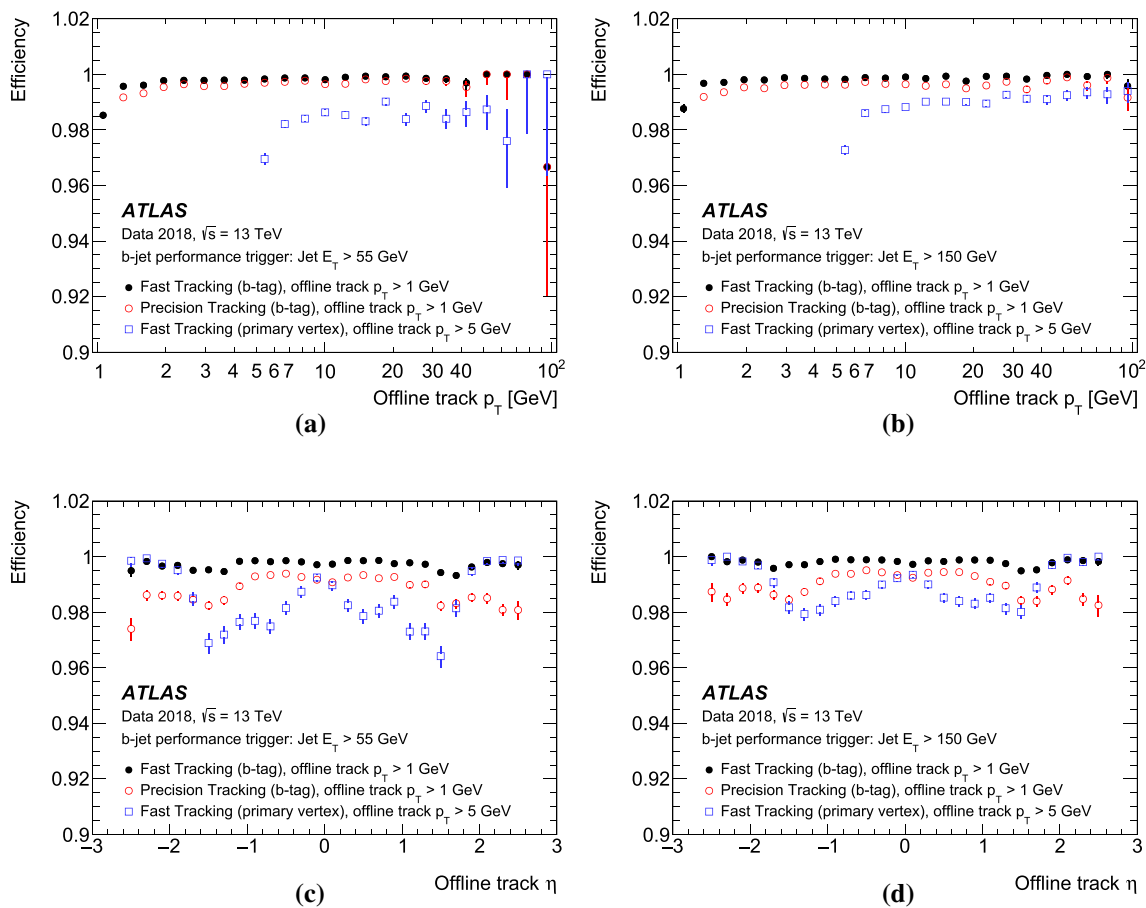 1.02
1
0.98
0.96
0.94
0.92
0.9
Efficiency
ATLAS
Data 2018, √s = 13 TeV
b-jet performance trigger: Jet E_T > 55 GeV
Fast Tracking (b-tag), offline track p_T > 1 GeV
Precision Tracking (b-tag), offline track p_T > 1 GeV
Fast Tracking (primary vertex), offline track p_T > 5 GeV
1 2 3 4 5 6 7 10 20 30 40 10²
Offline track p_T [GeV]
(a)
1.02
1
0.98
0.96
0.94
0.92
0.9
Efficiency
ATLAS
Data 2018, √s = 13 TeV
b-jet performance trigger: Jet E_T > 150 GeV
Fast Tracking (b-tag), offline track p_T > 1 GeV
Precision Tracking (b-tag), offline track p_T > 1 GeV
Fast Tracking (primary vertex), offline track p_T > 5 GeV
1 2 3 4 5 6 7 10 20 30 40 10²
Offline track p_T [GeV]
(b)
1.02
1
0.98
0.96
0.94
0.92
0.9
Efficiency
ATLAS
Data 2018, √s = 13 TeV
b-jet performance trigger: Jet E_T > 55 GeV
Fast Tracking (b-tag), offline track p_T > 1 GeV
Precision Tracking (b-tag), offline track p_T > 1 GeV
Fast Tracking (primary vertex), offline track p_T > 5 GeV
−3 −2 −1 0 1 2 3
Offline track η
(c)
1.02
1
0.98
0.96
0.94
0.92
0.9
Efficiency
ATLAS
Data 2018, √s = 13 TeV
b-jet performance trigger: Jet E_T > 150 GeV
Fast Tracking (b-tag), offline track p_T > 1 GeV
Precision Tracking (b-tag), offline track p_T > 1 GeV
Fast Tracking (primary vertex), offline track p_T > 5 GeV
−3 −2 −1 0 1 2 3
Offline track η
(d)